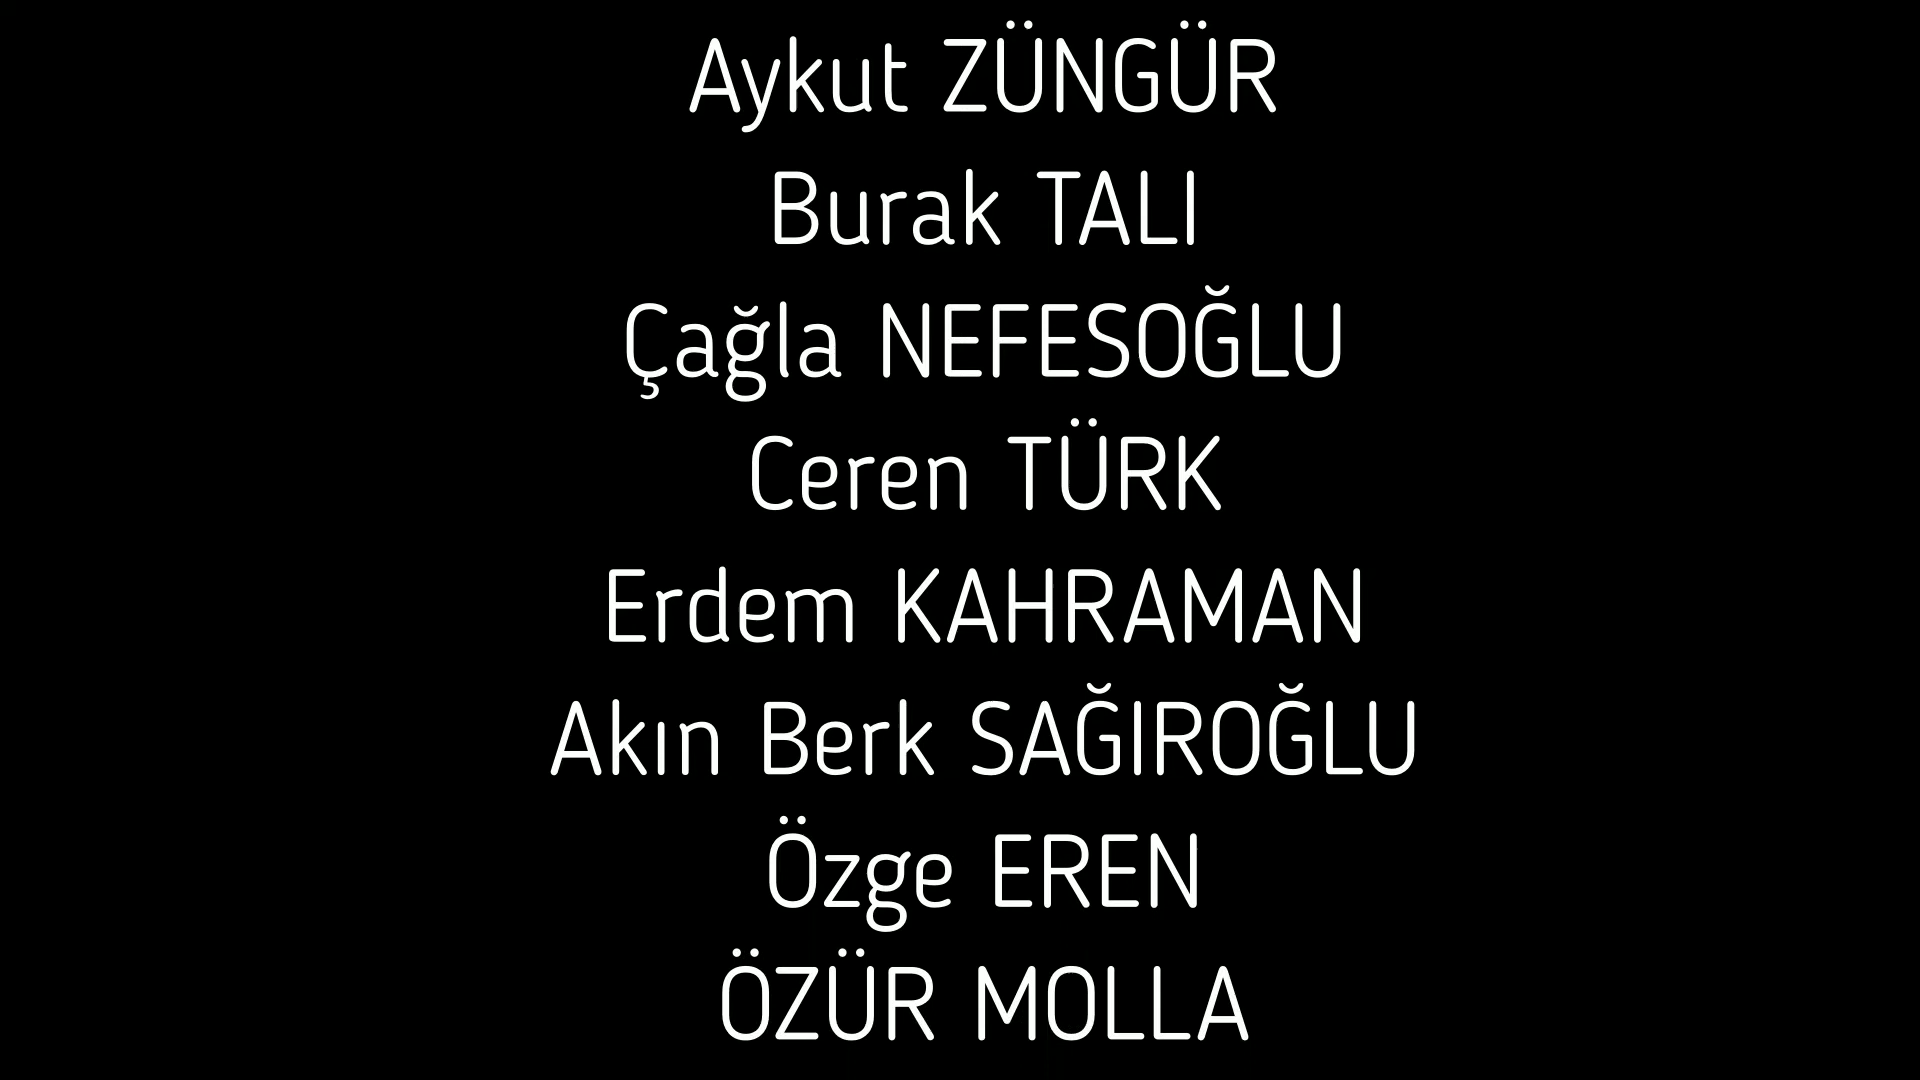 Aykut ZÜNGÜR
Burak TALI
Çağla NEFESOĞLU
Ceren TÜRK
Erdem KAHRAMAN
Akın Berk SAĞIROĞLU
Özge EREN
ÖZÜR MOLLA